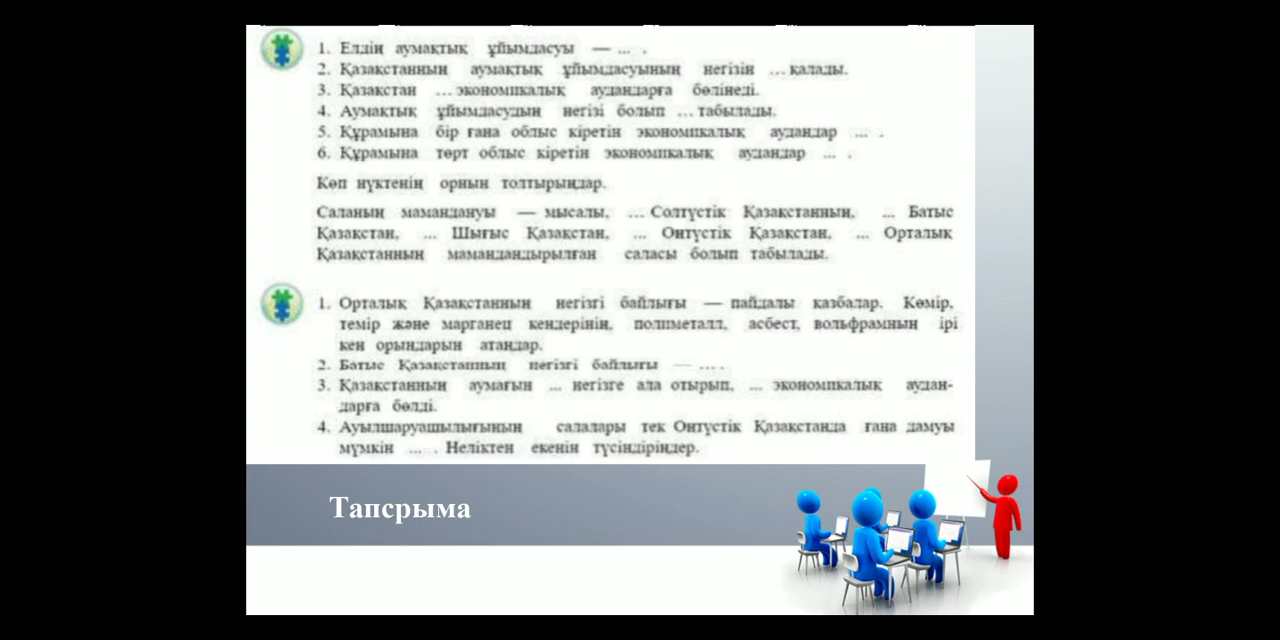 1. Елдің аумақтық ұйымдасуы — ... .
2. Қазақстанның аумақтық ұйымдасуының негізін ... қалады.
3. Қазақстан ... экономикалық аудандарға бөлінеді.
4. Аумақтық ұйымдасудың негізі болып ... табылады.
5. Құрамына бір ғана облыс кіретін экономикалық аудандар ... .
6. Құрамына төрт облыс кіретін экономикалық аудандар ... .
Көп нүктенің орнын толтырыңдар.
Саланың мамандануы — мысалы, ... Солтүстік Қазақстанның, ... Батыс
Қазақстан, ... Шығыс Қазақстан, ... Оңтүстік Қазақстан, ... Орталық
Қазақстанның мамандандырылған саласы болып табылады.
1. Орталық Қазақстанның негізгі байлығы — пайдалы қазбалар. Көмір,
темір және марганец кендерінің, полиметалл, асбест, вольфрамның ірі
кен орындарын атаңдар.
2. Батыс Қазақстанның негізгі байлығы — ... .
3. Қазақстанның аумағын ... негізге ала отырып, ... экономикалық аудан-
дарға бөлді.
4. Ауылшаруашылығының салалары тек Оңтүстік Қазақстанда ғана дамуы
мүмкін ... . Неліктен екенін түсіндіріңдер.
Тапсрыма